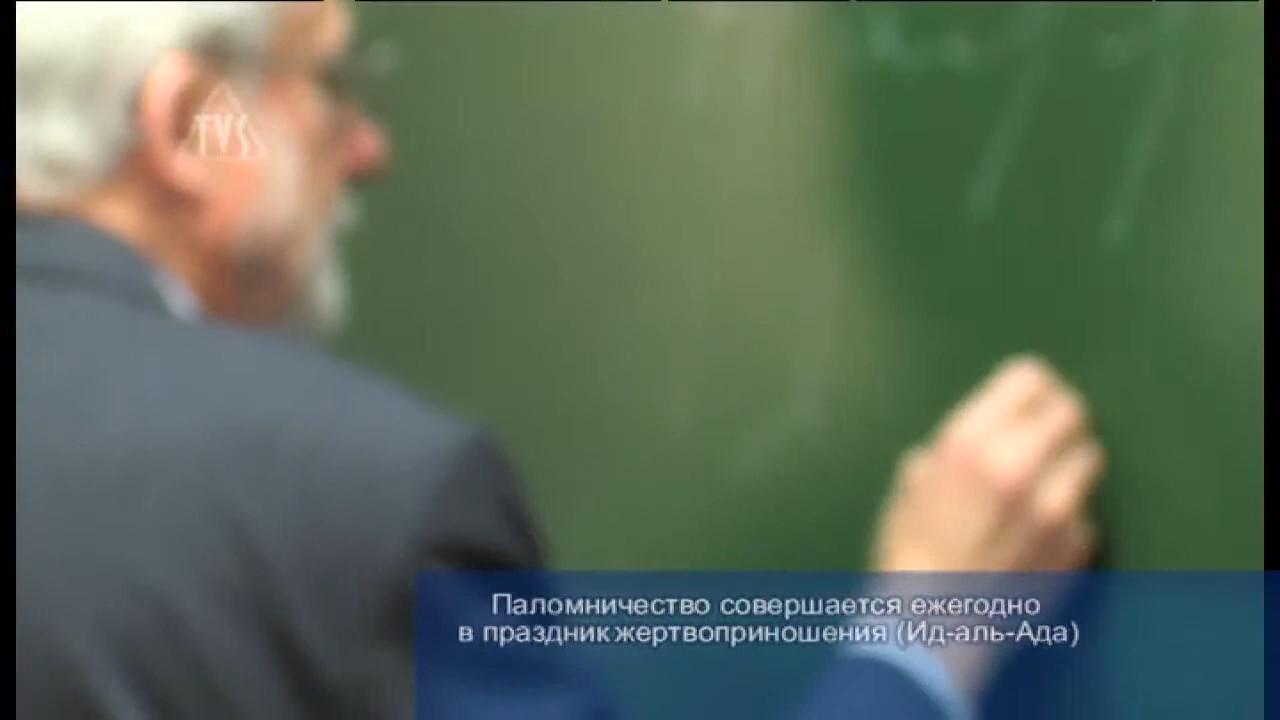 TVS
Паломничество совершается ежегодно
в праздник жертвоприношения (Ид-аль-Ада)